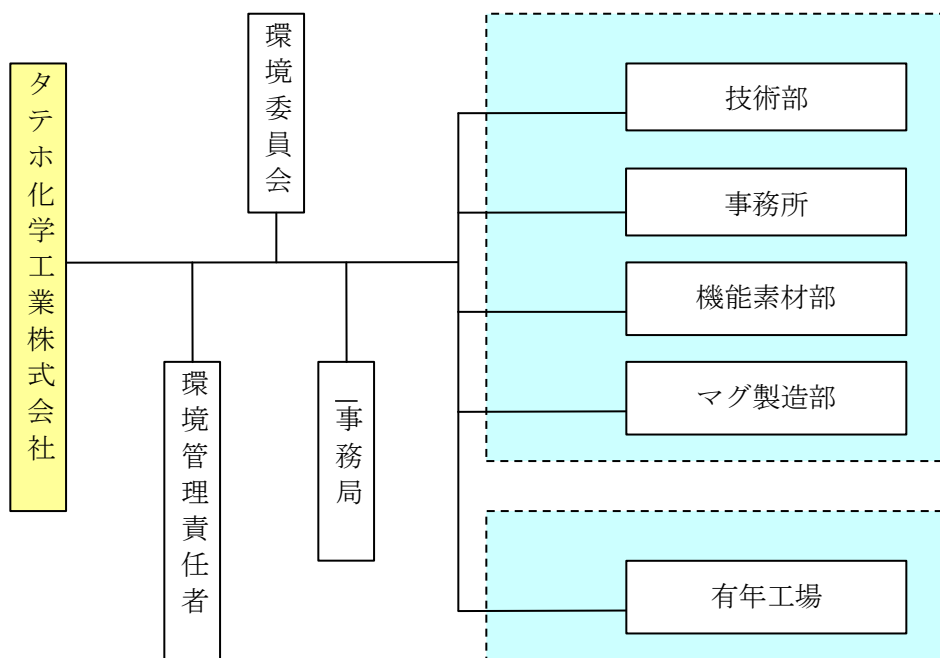 タテホ化学工業株式会社
環境委員会
環境管理責任者
事務局
技術部
事務所
機能素材部
マグ製造部
有年工場